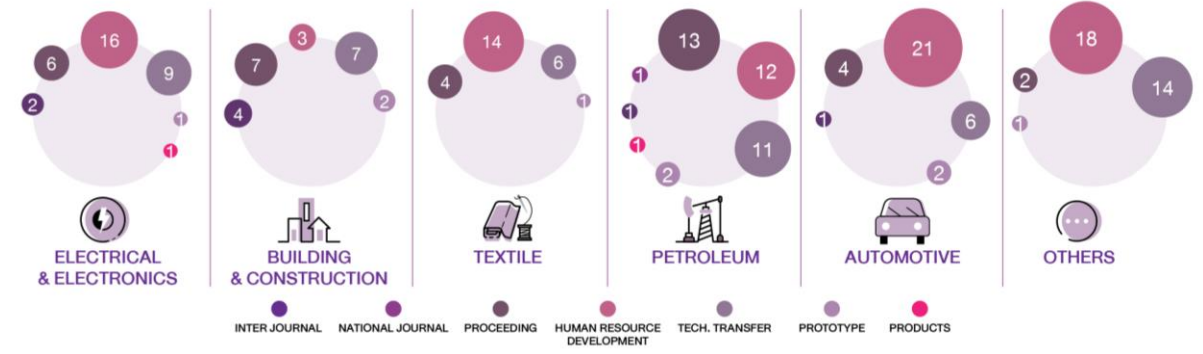 16
6
9
2
1
1
3
7
7
4
2
14
6
4
1
13
1
12
1
1
11
2
21
4
1
6
2
18
2
14
1
ELECTRICAL
& ELECTRONICS
BUILDING
& CONSTRUCTION
TEXTILE
PETROLEUM
AUTOMOTIVE
OTHERS
INTER JOURNAL
NATIONAL JOURNAL
PROCEEDING
HUMAN RESOURCE
DEVELOPMENT
TECH. TRANSFER
PROTOTYPE
PRODUCTS